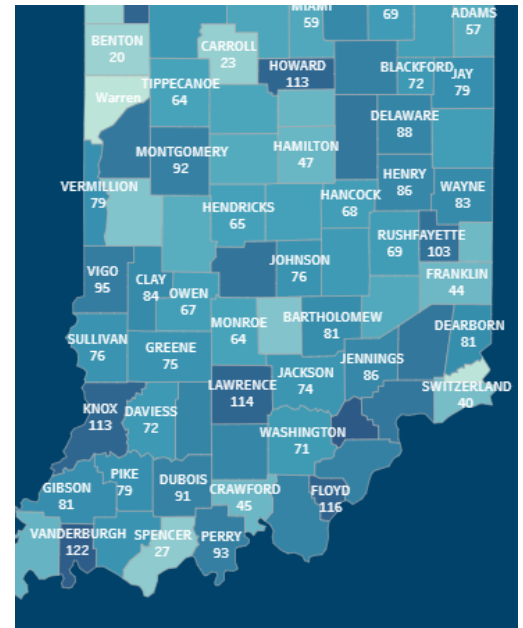 MIAMI
59
69
ADAMS
57
BENTON
20
CARROLL
23
HOWARD
113
BLACKFORD
72
JAY
79
TIPPECANOE
64
Warren
DELAWARE
88
MONTGOMERY
92
HAMILTON
47
HENRY
86
VERMILLION
79
WAYNE
83
HANCOCK
68
HENDRICKS
65
RUSH
69
FAYETTE
103
JOHNSON
76
VIGO
95
CLAY
84
FRANKLIN
44
OWEN
67
MONROE
64
BARTHOLOMEW
81
DEARBORN
81
SULLIVAN
76
GREENE
75
JENNINGS
86
JACKSON
74
LAWRENCE
114
SWITZERLAND
40
KNOX
113
DAVIESS
72
WASHINGTON
71
PIKE
79
DUBOIS
91
GIBSON
81
CRAWFORD
45
FLOYD
116
VANDERBURGH
122
SPENCER
27
PERRY
93